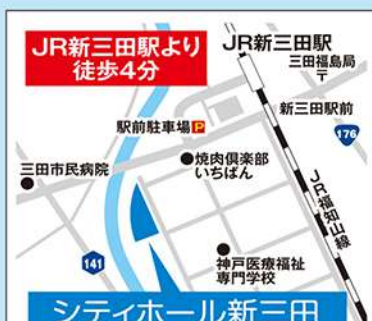 JR新三田駅より
徒歩4分
JR新三田駅
三田福島局
〒
新三田駅前
176
駅前駐車場P
焼肉倶楽部
いちばん
三田市民病院
JR福知山線
141
神戸医療福祉
専門学校
シティホール新三田